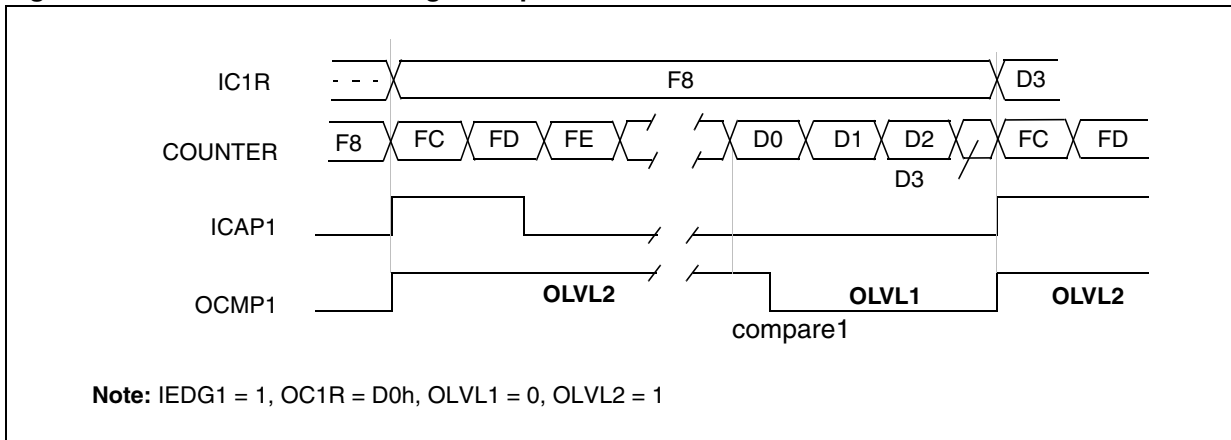 IC1R - - - F8 D3
COUNTER F8 FC FD FE D0 D1 D2 FC FD
D3
ICAP1
OCMP1 OLVL2 OLVL1 OLVL2
compare1
Note: IEDG1 = 1, OC1R = D0h, OLVL1 = 0, OLVL2 = 1